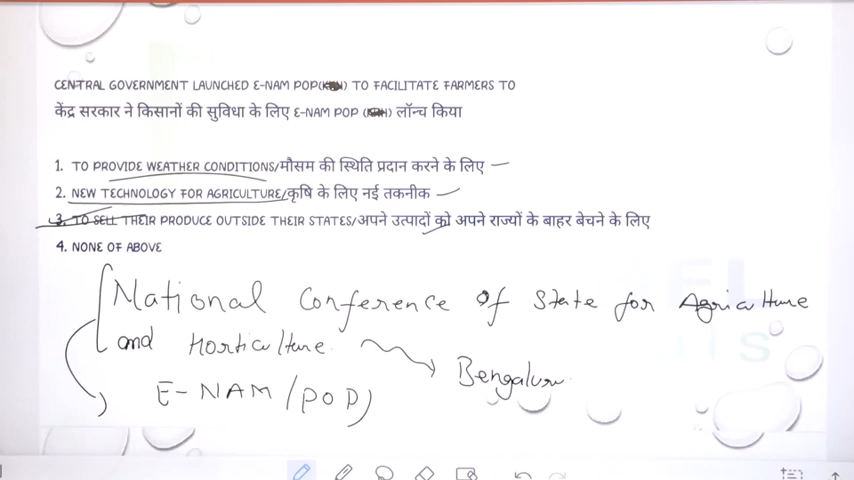 CENTRAL GOVERNMENT LAUNCHED E-NAM POP( ) TO FACILITATE FARMERS TO
केंद्र सरकार ने किसानों की सुविधा के लिए E-NAM POP ( ) लॉन्च किया
1. TO PROVIDE WEATHER CONDITIONS/मौसम की स्थिति प्रदान करने के लिए
2. NEW TECHNOLOGY FOR AGRICULTURE/कृषि के लिए नई तकनीक
3. TO SELL THEIR PRODUCE OUTSIDE THEIR STATES/अपने उत्पादों को अपने राज्यों के बाहर बेचने के लिए
4. NONE OF ABOVE
National Conference of State for Agriculture
and Horticulture
Bengaluru
E-NAM/POP)